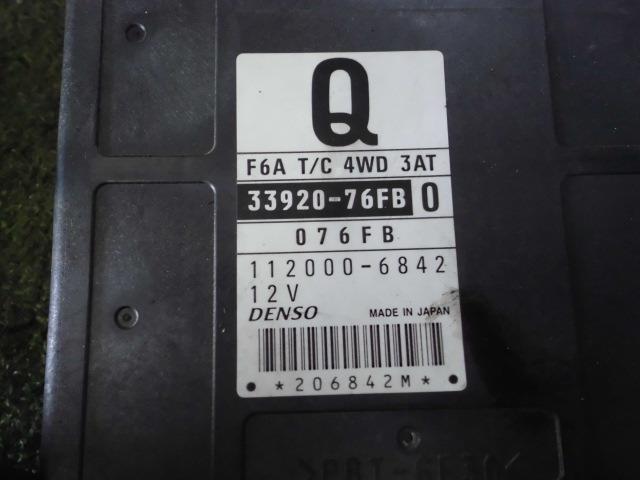 Q
F6A T/C 4WD 3AT
33920-76FB 0
076FB
112000-6842
12V
DENSO MADE IN JAPAN
*206842M*